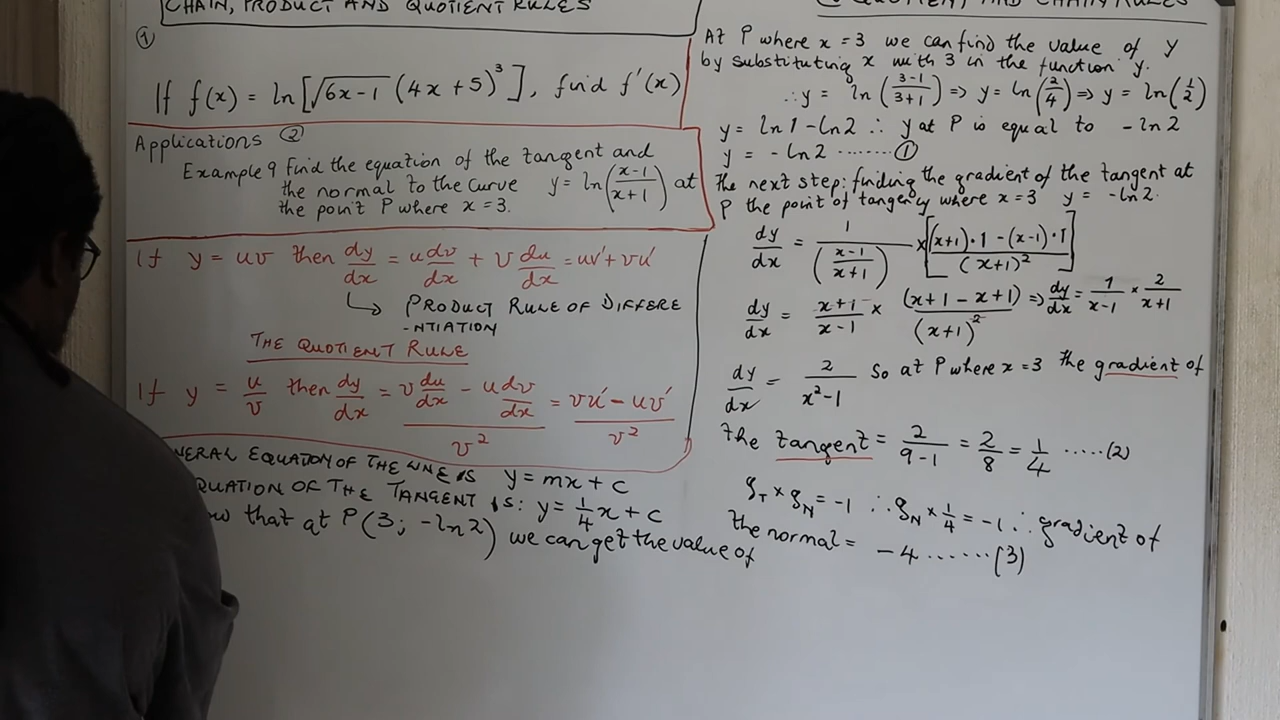 CHAIN, PRODUCT AND QUOTIENT RULES
①
If f(x) = ln[√6x-1 (4x+5)³], find f'(x)
Applications ②
Example 9 Find the equation of the tangent and
the normal to the curve y = ln((x-1)/(x+1)) at
the point P where x = 3.
If y = uv then dy/dx = u dv/dx + v du/dx = uv' + vu'
↳ PRODUCT RULE OF DIFFERE
-NTIATION
THE QUOTIENT RULE
If y = u/v then dy/dx = (v du/dx - u dv/dx)/v² = (vu' - uv')/v²
NERAL EQUATION OF THE LINE IS y = mx + c
QUATION OF THE TANGENT IS: y = 1/4 x + c
ow that at P(3; -ln2) we can get the value of
QUOTIENT AND CHAIN RULES
At P where x = 3 we can find the value of y
by substituting x with 3 in the function y.
∴ y = ln((3-1)/(3+1)) ⇒ y = ln(2/4) ⇒ y = ln(1/2)
y = ln1 - ln2 ∴ y at P is equal to -ln2
y = -ln2 ........ ①
The next step: finding the gradient of the tangent at
P the point of tangency where x = 3 y = -ln2.
dy/dx = 1/((x-1)/(x+1)) × [((x+1)·1 - (x-1)·1)/(x+1)²]
dy/dx = (x+1)/(x-1) × (x+1-x+1)/(x+1)² ⇒ dy/dx = 1/(x-1) × 2/(x+1)
dy/dx = 2/(x²-1) So at P where x = 3 the gradient of
the tangent = 2/(9-1) = 2/8 = 1/4 .....(2)
g_T × g_N = -1 ∴ g_N × 1/4 = -1 ∴ gradient of
the normal = -4 ....... (3)